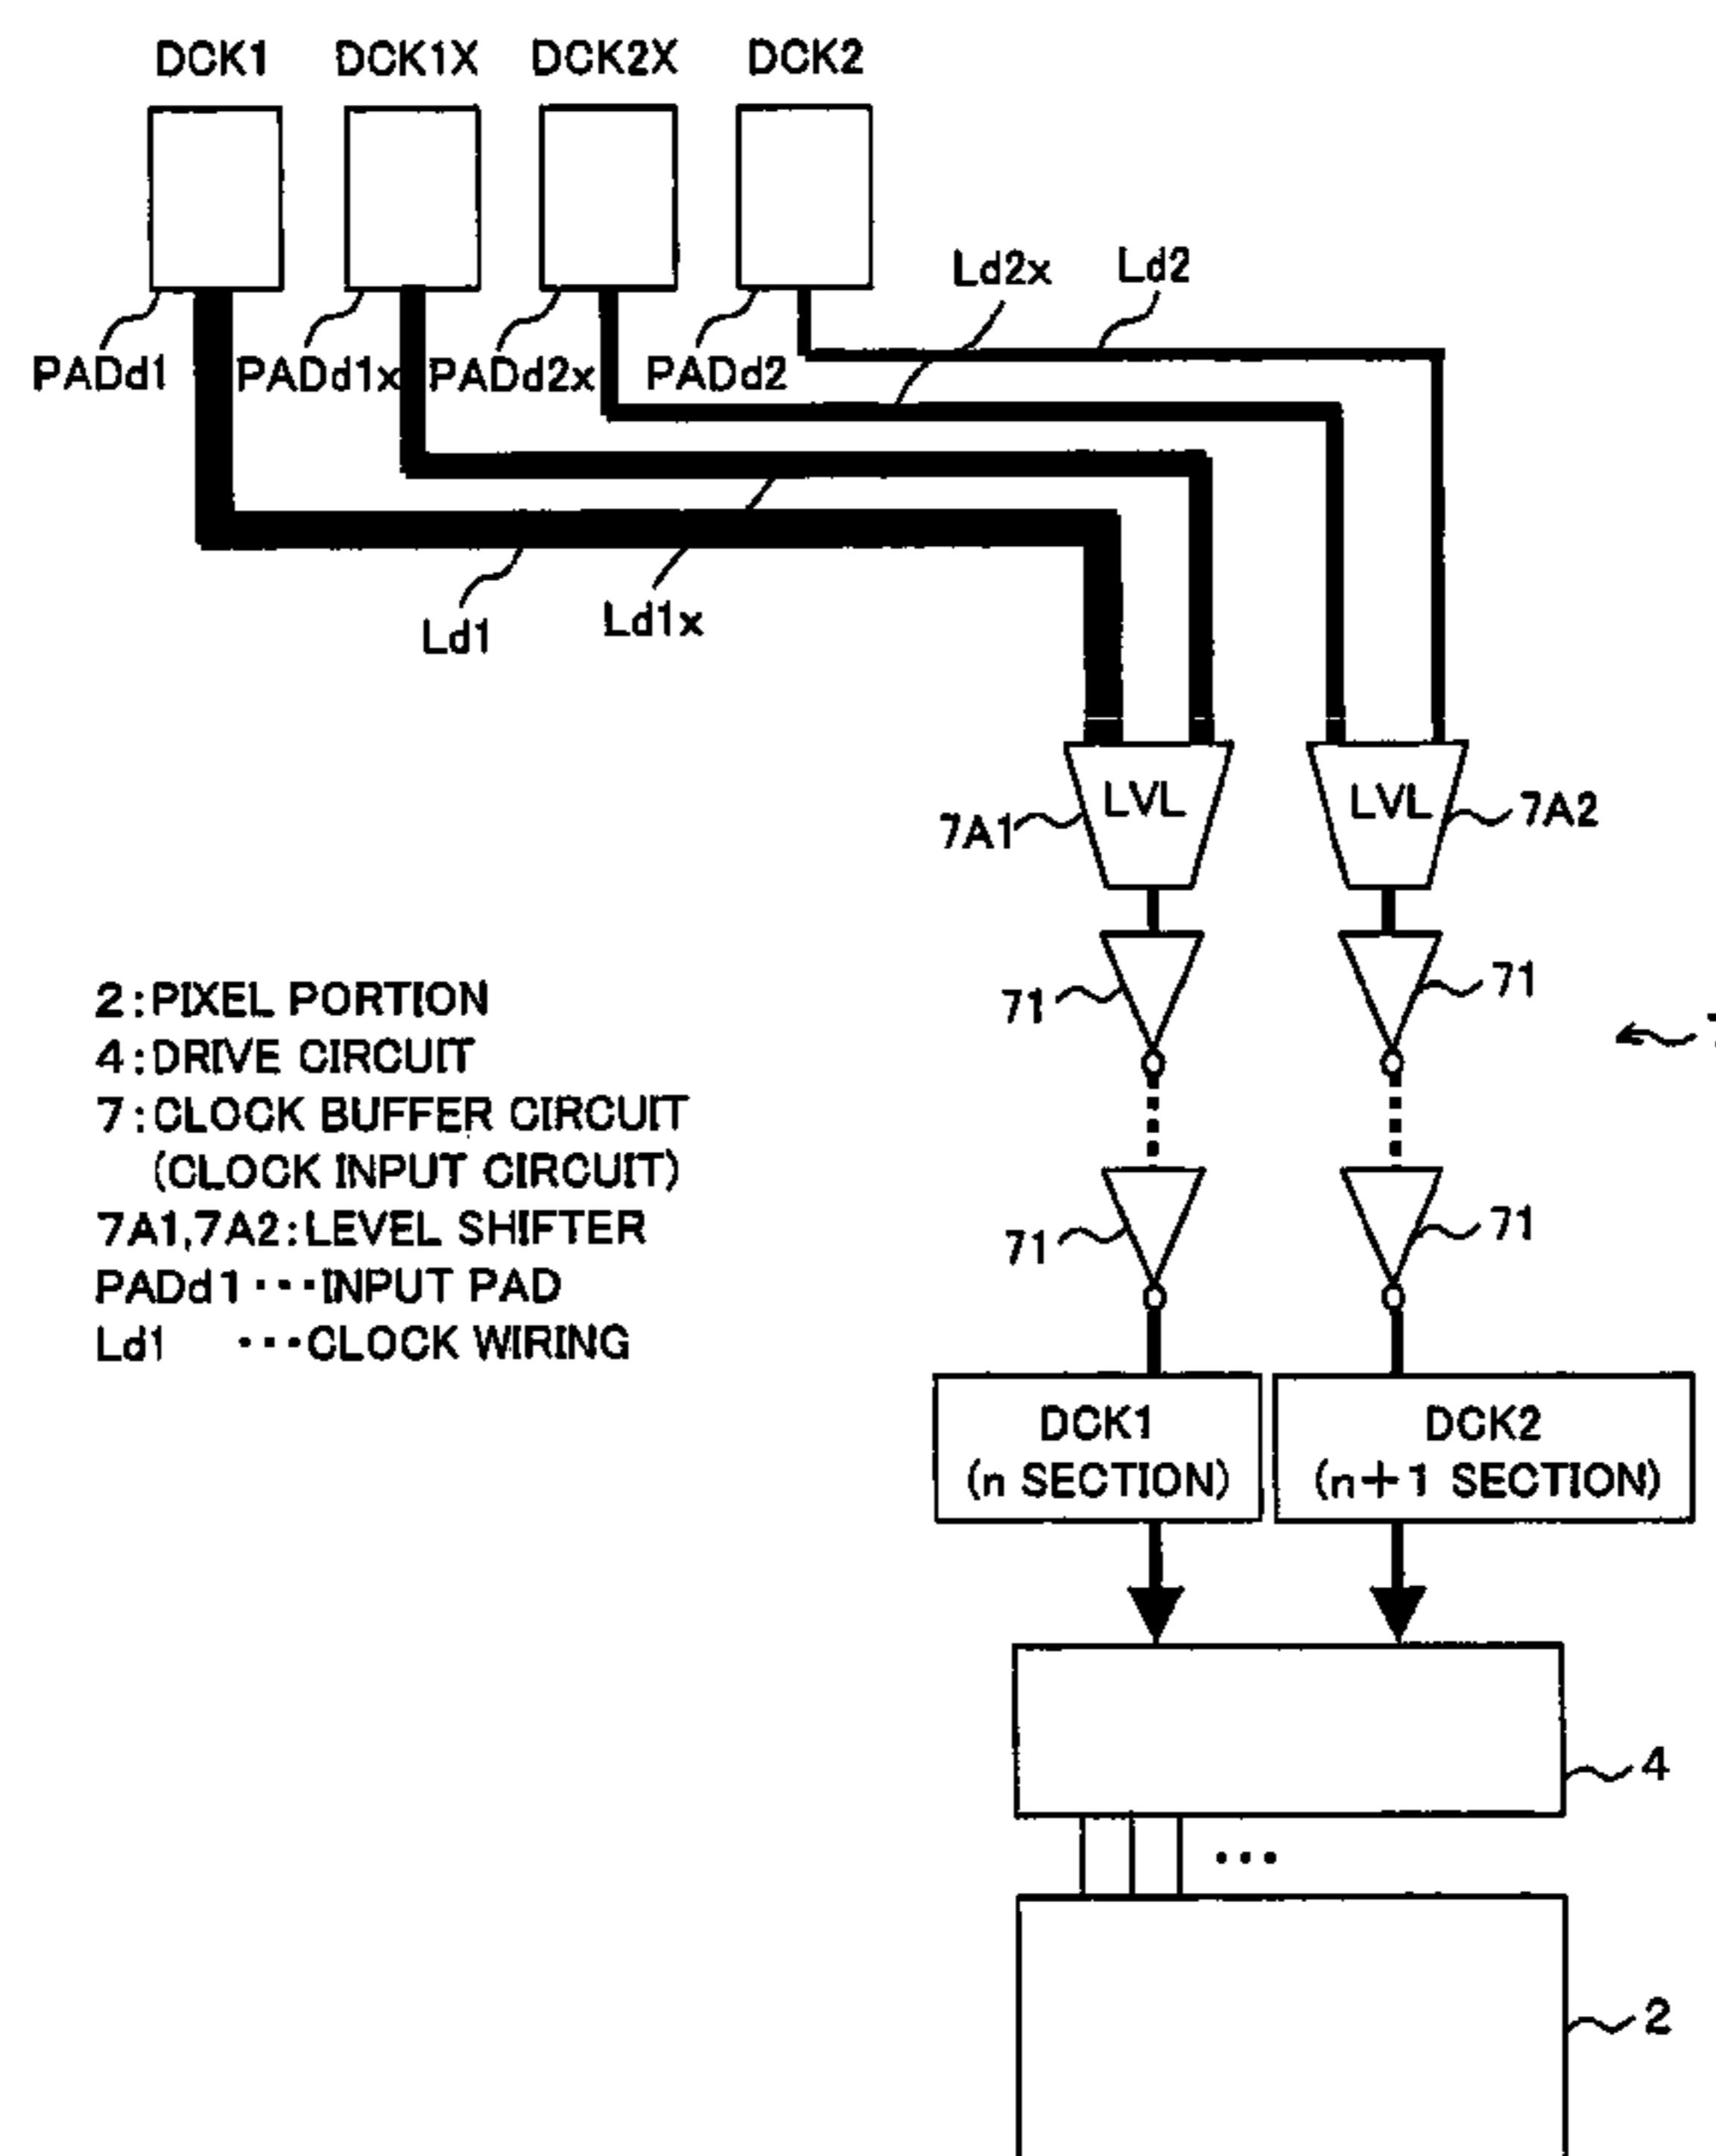 DCK1 DCK1X DCK2X DCK2
Ld2x Ld2
PADd1 PADd1x PADd2x PADd2
Ld1 Ld1x
LVL LVL
7A1 7A2
71 71
2:PIXEL PORTION
4:DRIVE CIRCUIT
7:CLOCK BUFFER CIRCUIT
(CLOCK INPUT CIRCUIT)
7A1,7A2:LEVEL SHIFTER
PADd1···INPUT PAD
Ld1 ···CLOCK WIRING
71 71
DCK1 DCK2
(n SECTION) (n+1 SECTION)
4
···
2